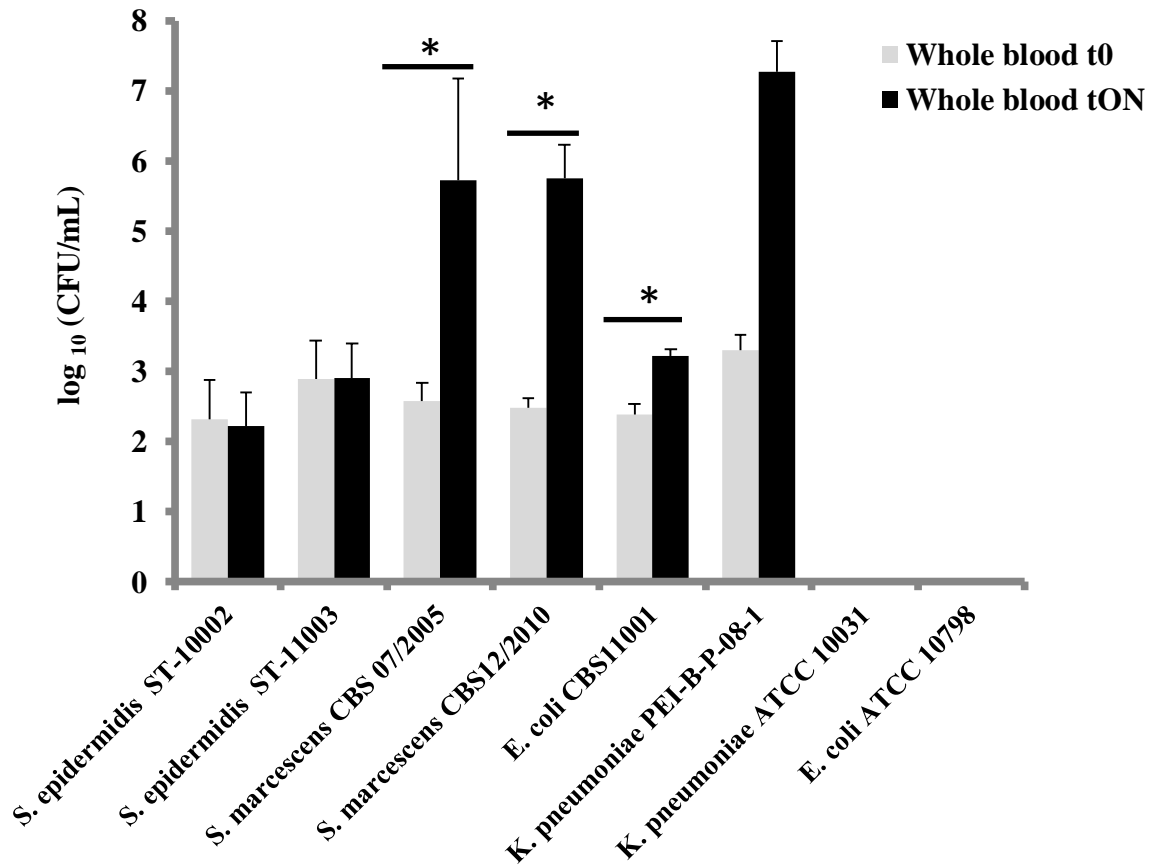 8
7
6
5
4
3
2
1
0
log 10 (CFU/mL)
*
*
*
Whole blood t0
Whole blood tON
S. epidermidis ST-10002
S. epidermidis ST-11003
S. marcescens CBS 07/2005
S. marcescens CBS12/2010
E. coli CBS11001
K. pneumoniae PEI-B-P-08-1
K. pneumoniae ATCC 10031
E. coli ATCC 10798